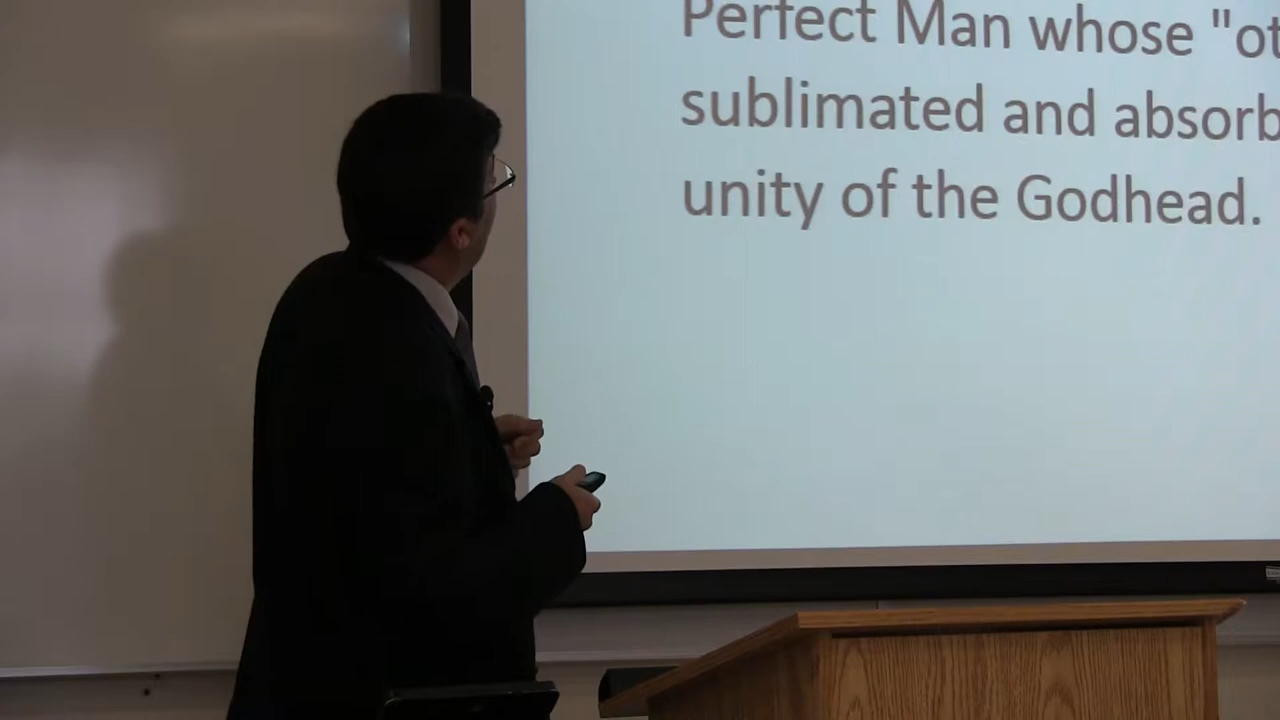 Perfect Man whose "ot
sublimated and absorb
unity of the Godhead.